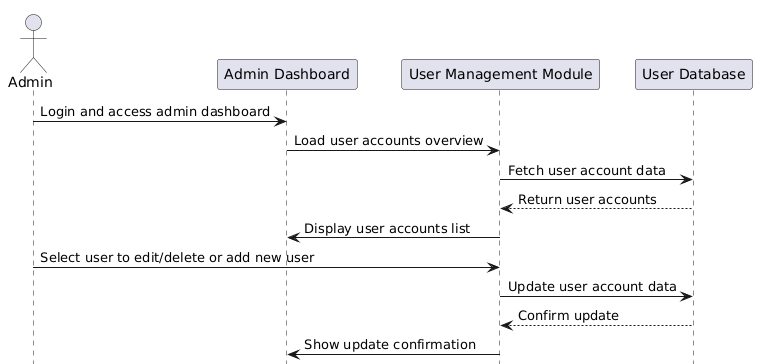 Admin
Admin Dashboard
User Management Module
User Database
Login and access admin dashboard
Load user accounts overview
Fetch user account data
Return user accounts
Display user accounts list
Select user to edit/delete or add new user
Update user account data
Confirm update
Show update confirmation